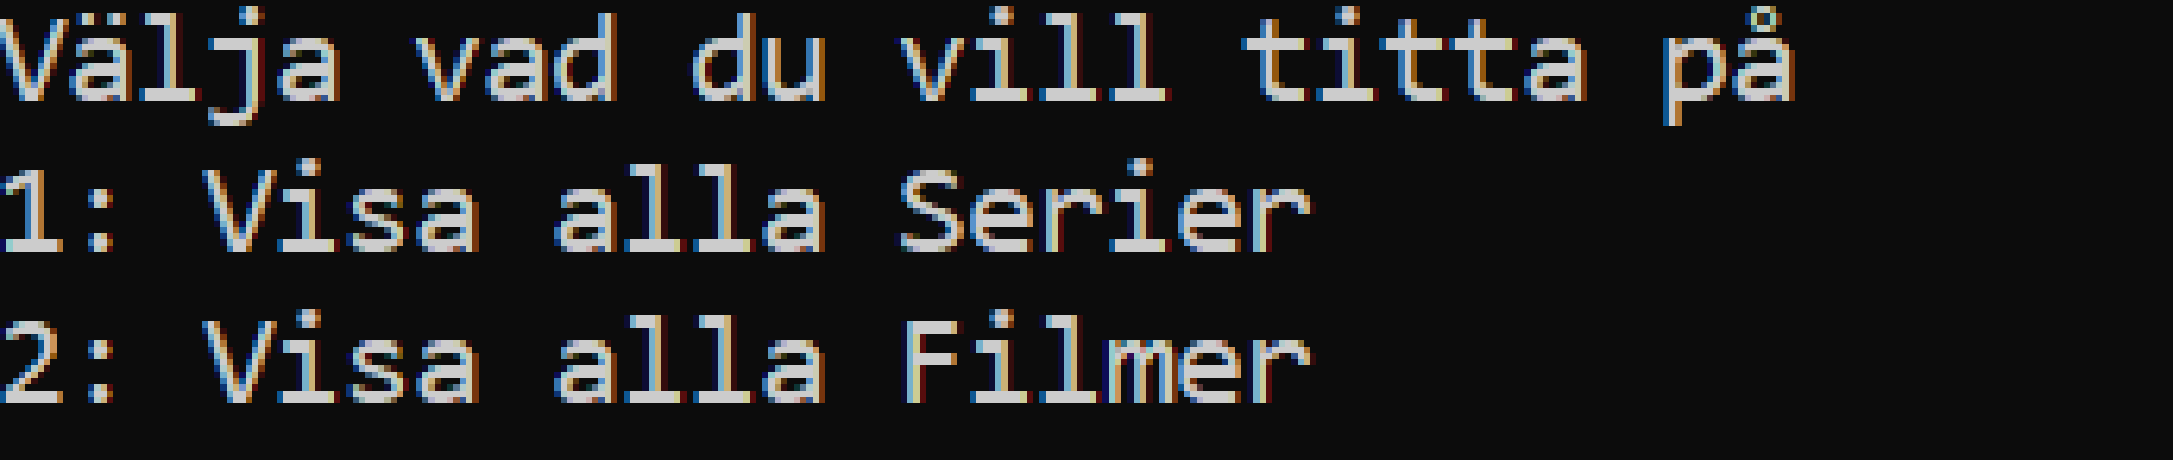 Välja vad du vill titta på
1: Visa alla Serier
2: Visa alla Filmer